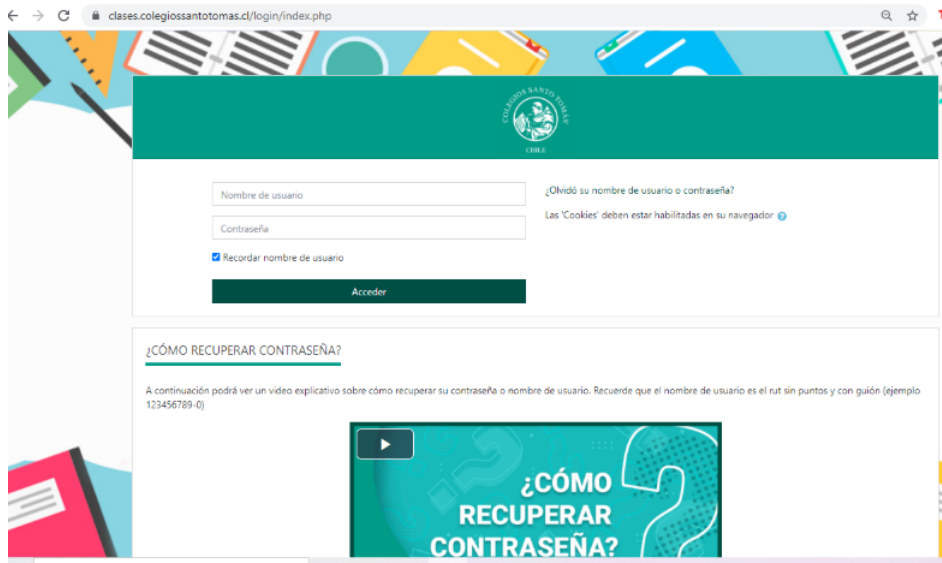 clases.colegiossantotomas.cl/login/index.php
COLEGIOS SANTO TOMÁS
CHILE
Nombre de usuario
¿Olvidó su nombre de usuario o contraseña?
Las 'Cookies' deben estar habilitadas en su navegador
Contraseña
Recordar nombre de usuario
Acceder
¿CÓMO RECUPERAR CONTRASEÑA?
A continuación podrá ver un video explicativo sobre cómo recuperar su contraseña o nombre de usuario. Recuerde que el nombre de usuario es el rut sin puntos y con guión (ejemplo
123456789-0)
¿CÓMO
RECUPERAR
CONTRASEÑA?